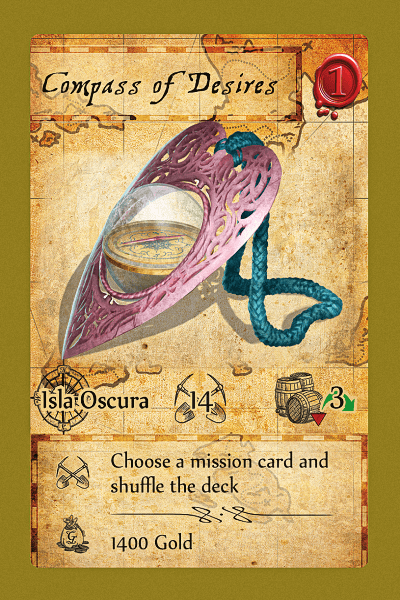 Compass of Desires
1
Isla Oscura
14
3
Choose a mission card and
shuffle the deck
1400 Gold